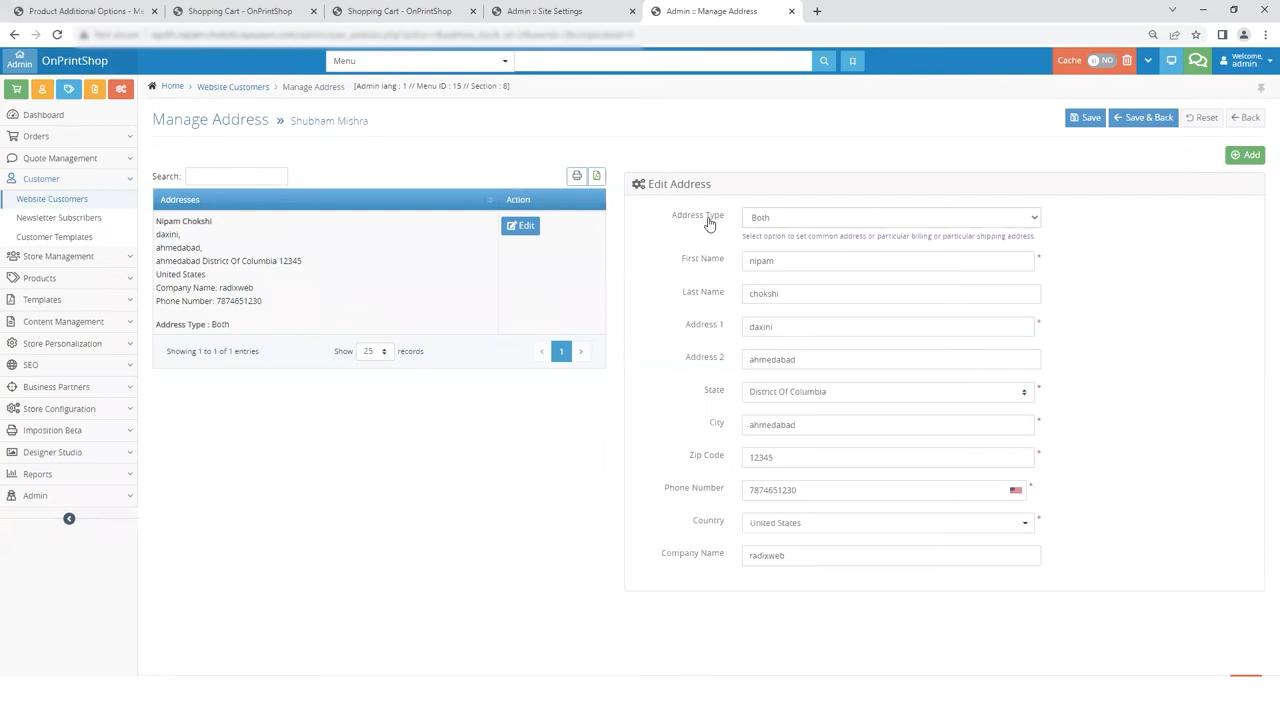 Product Additional Options - M
Shopping Cart - OnPrintShop
Shopping Cart - OnPrintShop
Admin :: Site Settings
Admin :: Manage Address
Admin
OnPrintShop
Menu
Cache
NO
Welcome,
admin
Home
Website Customers
Manage Address
[Admin lang : 1 // Menu ID : 15 // Section : 8]
Dashboard
Orders
Quote Management
Customer
Website Customers
Newsletter Subscribers
Customer Templates
Store Management
Products
Templates
Content Management
Store Personalization
SEO
Business Partners
Store Configuration
Imposition Beta
Designer Studio
Reports
Admin
Manage Address » Shubham Mishra
Save
Save & Back
Reset
Back
Add
Search:
Addresses
Action
Nipam Chokshi
daxini,
ahmedabad,
ahmedabad District Of Columbia 12345
United States
Company Name: radixweb
Phone Number: 7874651230
Address Type : Both
Edit
Showing 1 to 1 of 1 entries
Show 25 records
1
Edit Address
Address Type
Both
Select option to set common address or particular billing or particular shipping address.
First Name
nipam *
Last Name
chokshi
Address 1
daxini *
Address 2
ahmedabad
State
District Of Columbia *
City
ahmedabad *
Zip Code
12345 *
Phone Number
7874651230 *
Country
United States *
Company Name
radixweb